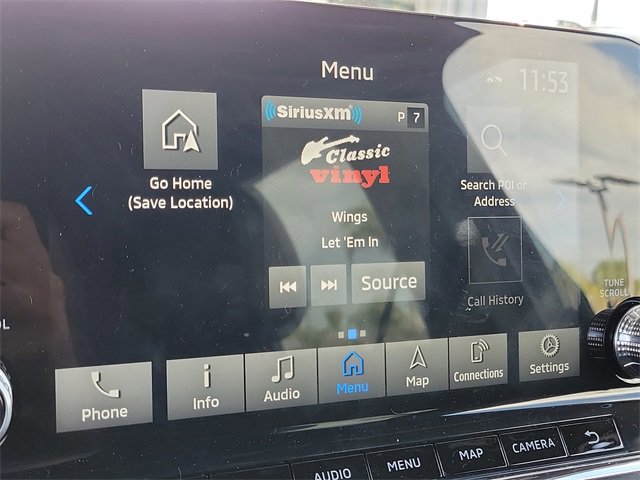 Menu
11:53
SiriusXM
P 7
Classic
vinyl
Go Home
(Save Location)
Wings
Let 'Em In
Source
Search POI or
Address
Call History
TUNE
SCROLL
OL
Phone
Info
Audio
Menu
Map
Connections
Settings
AUDIO
MENU
MAP
CAMERA